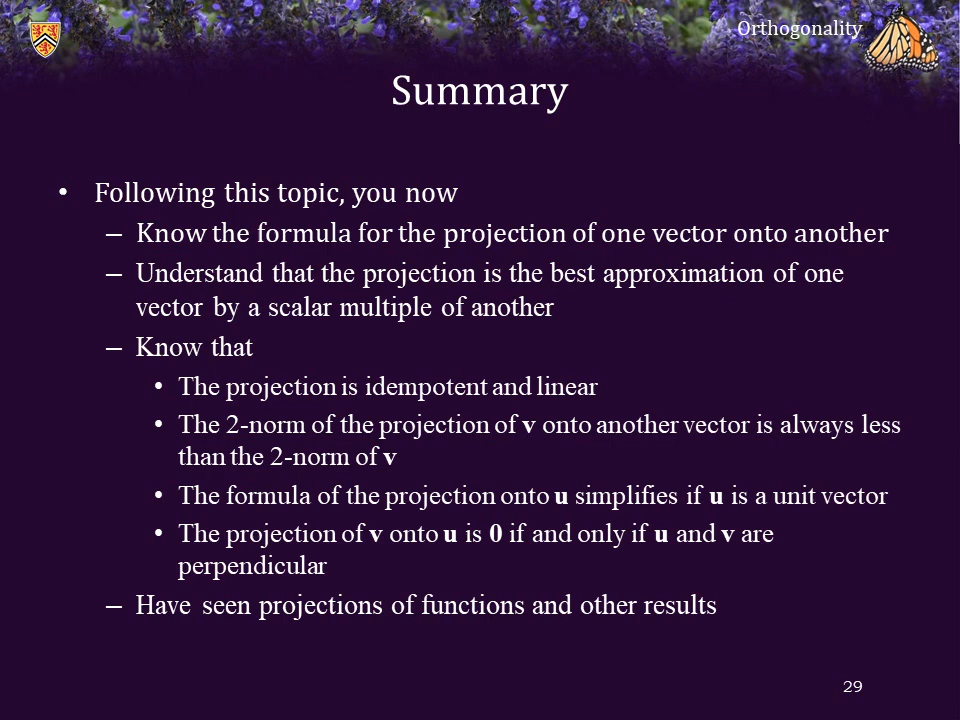 Orthogonality
Summary
• Following this topic, you now
– Know the formula for the projection of one vector onto another
– Understand that the projection is the best approximation of one
vector by a scalar multiple of another
– Know that
• The projection is idempotent and linear
• The 2-norm of the projection of v onto another vector is always less
than the 2-norm of v
• The formula of the projection onto u simplifies if u is a unit vector
• The projection of v onto u is 0 if and only if u and v are
perpendicular
– Have seen projections of functions and other results
29